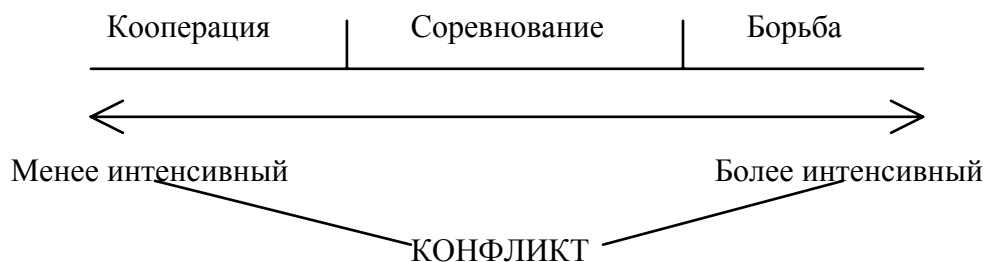 Кооперация Соревнование Борьба
Менее интенсивный Более интенсивный
КОНФЛИКТ